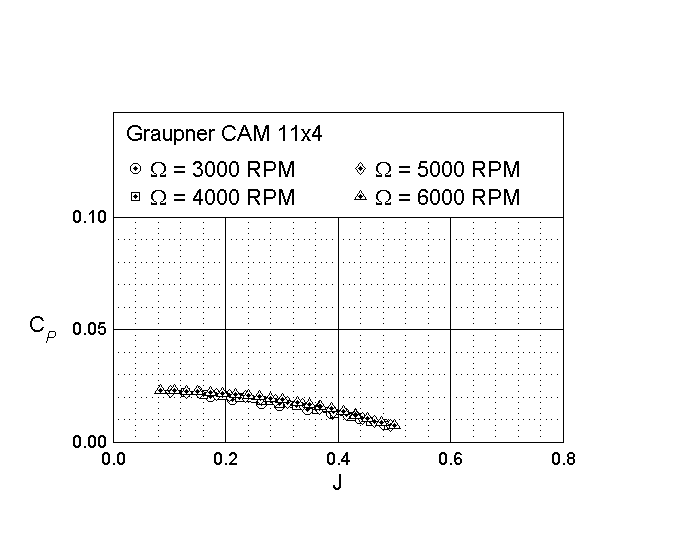 Graupner CAM 11x4
Ω = 3000 RPM Ω = 5000 RPM
Ω = 4000 RPM Ω = 6000 RPM
0.10
C_P 0.05
0.00
0.0 0.2 0.4 0.6 0.8
J